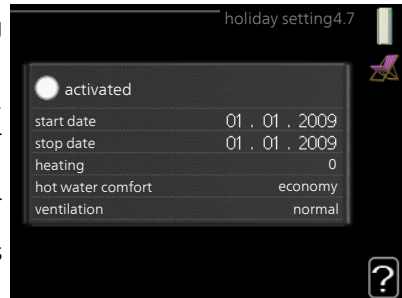 holiday setting4.7
activated
start date 01 . 01 . 2009
stop date 01 . 01 . 2009
heating 0
hot water comfort economy
ventilation normal
?